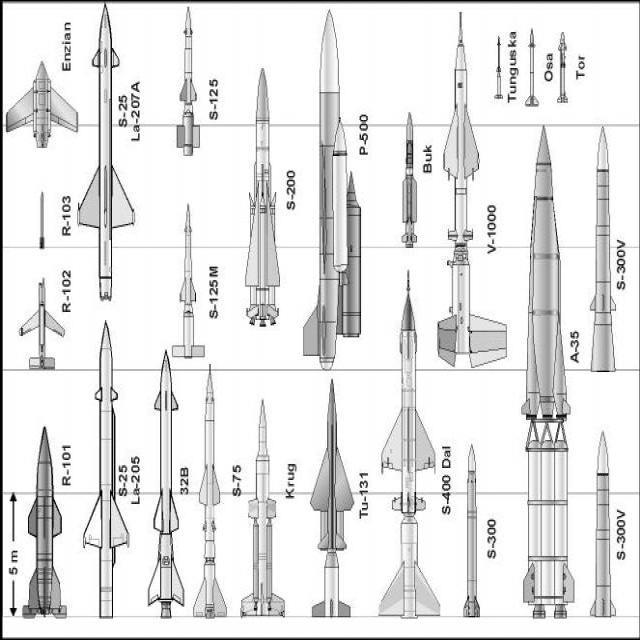 Enzian
S-25
La-207A
S-125
S-200
P-500
Buk
V-1000
Tunguska
Osa
Tor
R-103
R-102
S-125M
S-300V
A-35
R-101
S-25
La-205
32B
S-75
Krug
Tu-131
S-400 Dal
S-300
S-300V
5 m